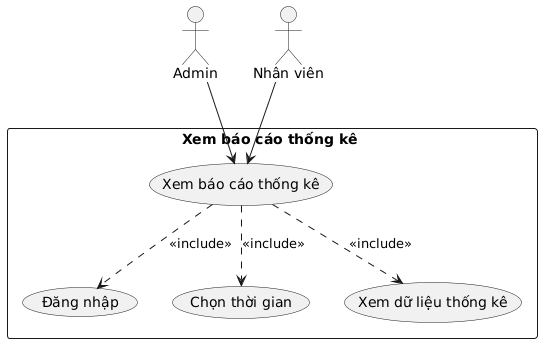 Admin
Nhân viên
Xem báo cáo thống kê
Xem báo cáo thống kê
«include»
«include»
«include»
Đăng nhập
Chọn thời gian
Xem dữ liệu thống kê